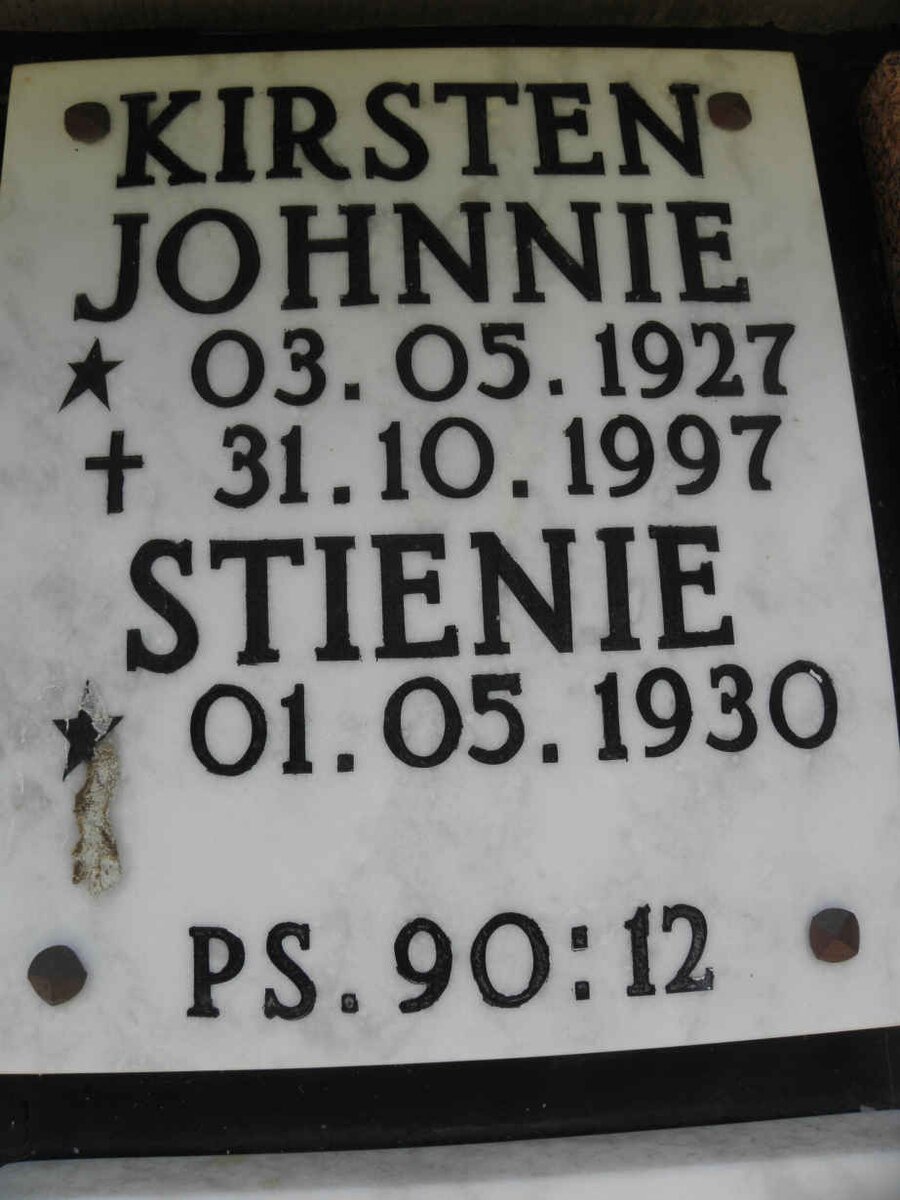 KIRSTEN
JOHNNIE
★ 03.05.1927
✝ 31.10.1997
STIENIE
★ 01.05.1930
PS. 90:12